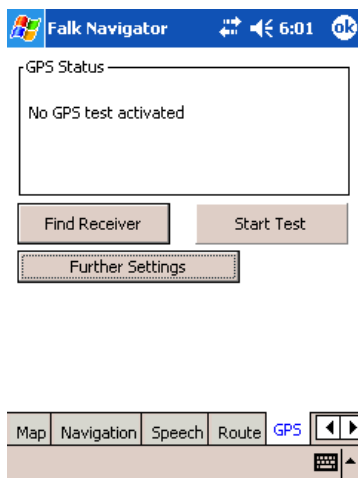 Falk Navigator 6:01 ok
GPS Status
No GPS test activated
Find Receiver Start Test
Further Settings
Map Navigation Speech Route GPS